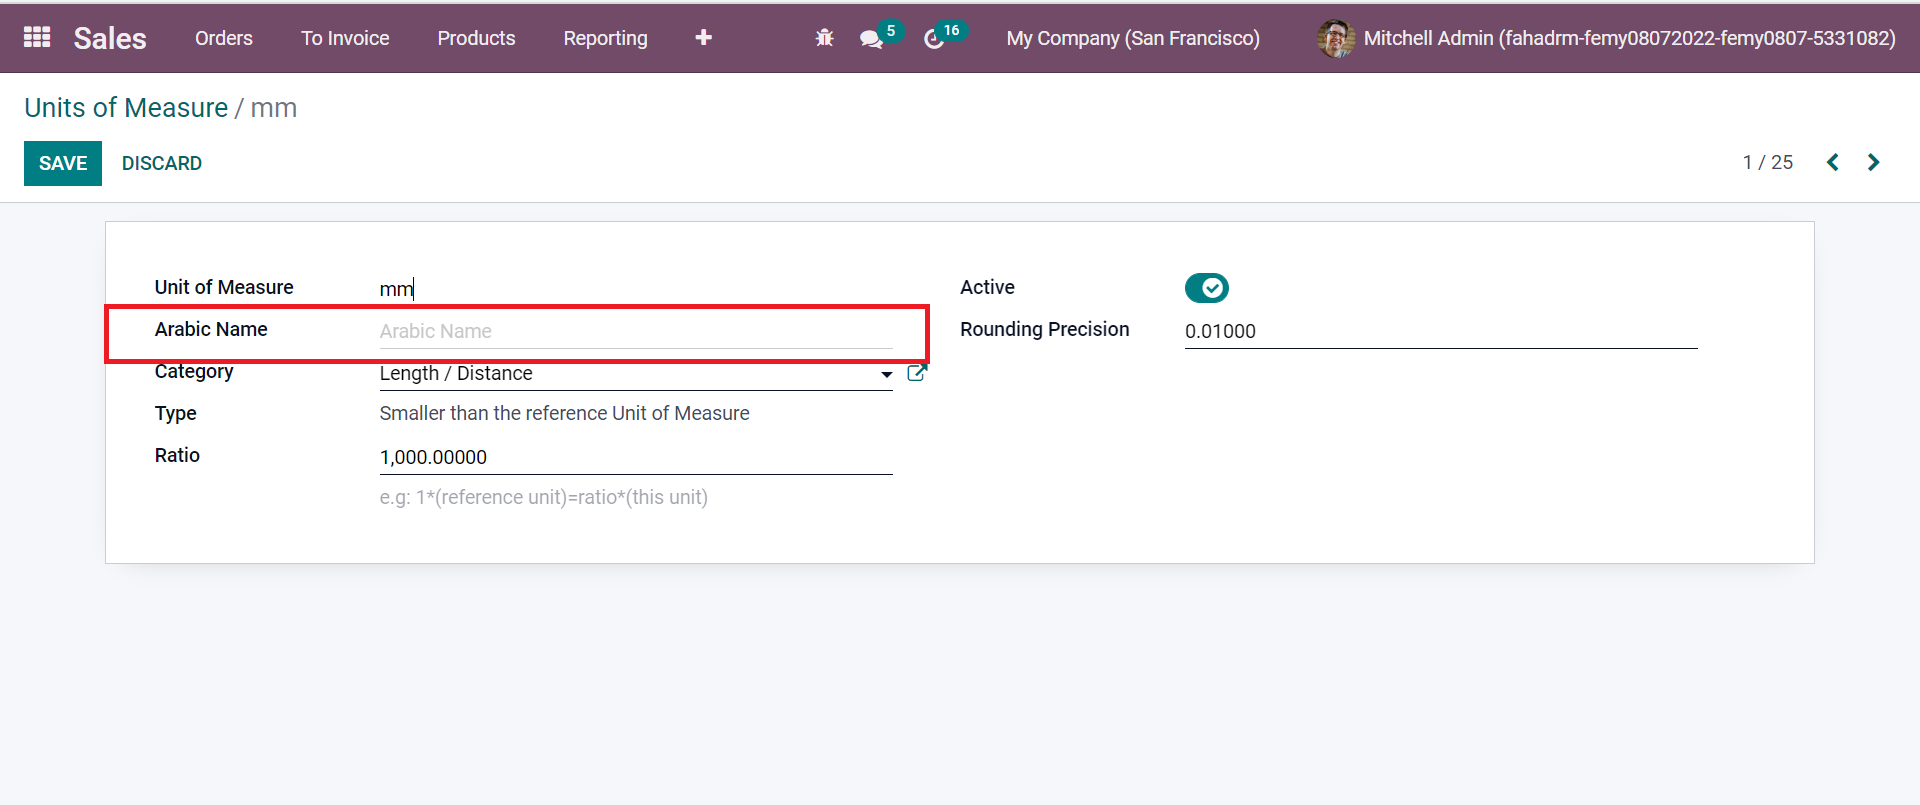 Sales Orders To Invoice Products Reporting 5 16 My Company (San Francisco) Mitchell Admin (fahadrm-femy08072022-femy0807-5331082)
Units of Measure / mm
SAVE DISCARD 1 / 25
Unit of Measure mm Active
Arabic Name Arabic Name Rounding Precision 0.01000
Category Length / Distance
Type Smaller than the reference Unit of Measure
Ratio 1,000.00000
e.g: 1*(reference unit)=ratio*(this unit)